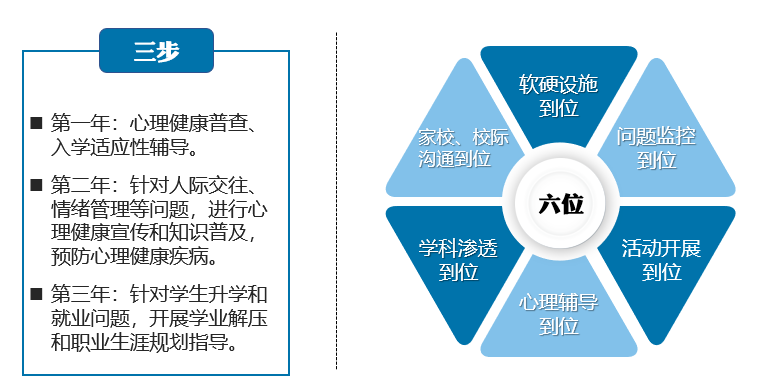 三步
■ 第一年：心理健康普查、
入学适应性辅导。
■ 第二年：针对人际交往、
情绪管理等问题，进行心
理健康宣传和知识普及，
预防心理健康疾病。
■ 第三年：针对学生升学和
就业问题，开展学业解压
和职业生涯规划指导。
软硬设施
到位
问题监控
到位
活动开展
到位
心理辅导
到位
学科渗透
到位
家校、校际
沟通到位
六位